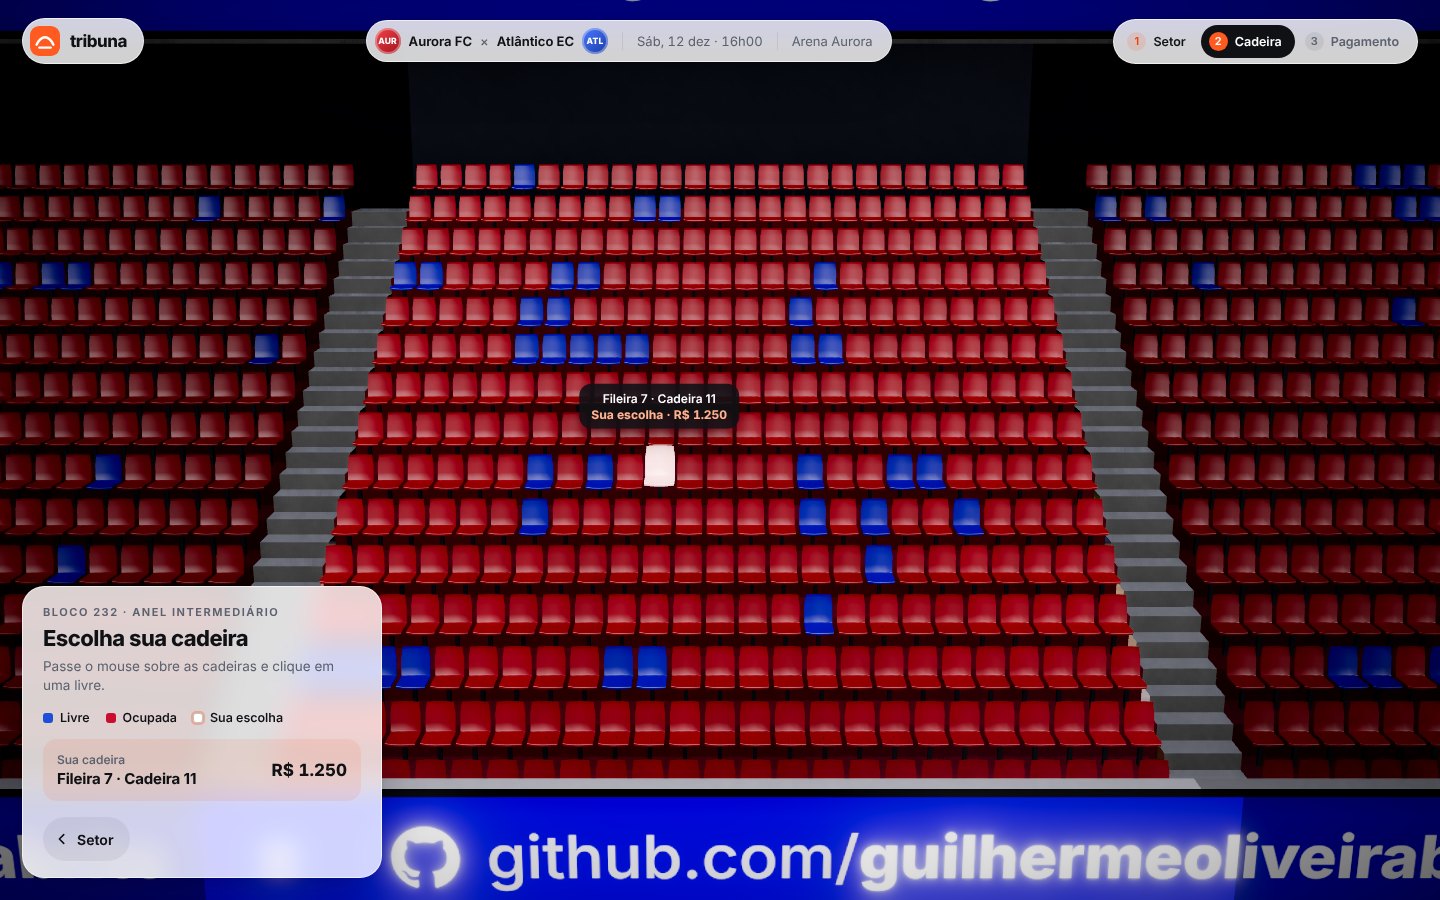 tribuna
AUR Aurora FC × Atlântico EC ATL Sáb, 12 dez · 16h00 Arena Aurora
1 Setor 2 Cadeira 3 Pagamento
Fileira 7 · Cadeira 11
Sua escolha · R$ 1.250
BLOCO 232 · ANEL INTERMEDIÁRIO
Escolha sua cadeira
Passe o mouse sobre as cadeiras e clique em
uma livre.
Livre Ocupada Sua escolha
Sua cadeira
Fileira 7 · Cadeira 11
R$ 1.250
Setor
github.com/guilhermeoliveirab